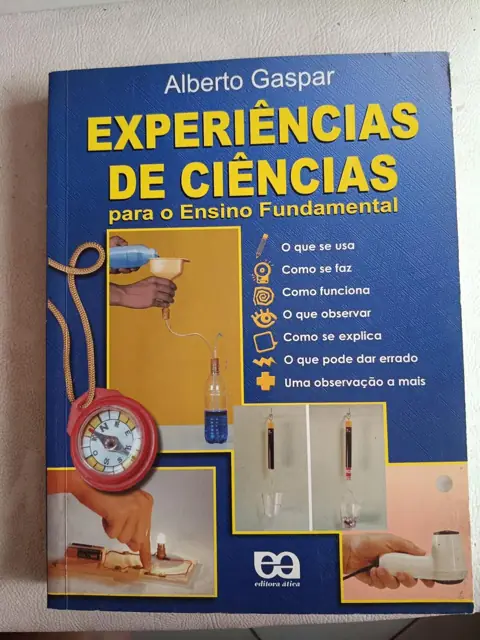 Alberto Gaspar
EXPERIÊNCIAS
DE CIÊNCIAS
para o Ensino Fundamental
O que se usa
Como se faz
Como funciona
O que observar
Como se explica
O que pode dar errado
Uma observação a mais
editora ática